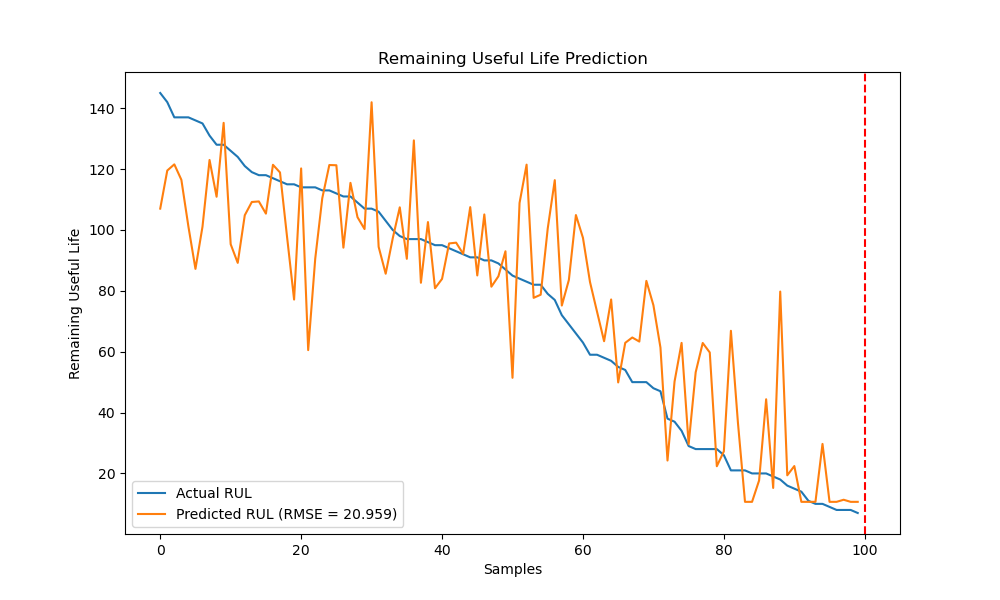 Remaining Useful Life Prediction
Remaining Useful Life
140
120
100
80
60
40
20
Actual RUL
Predicted RUL (RMSE = 20.959)
0
20
40
60
80
100
Samples